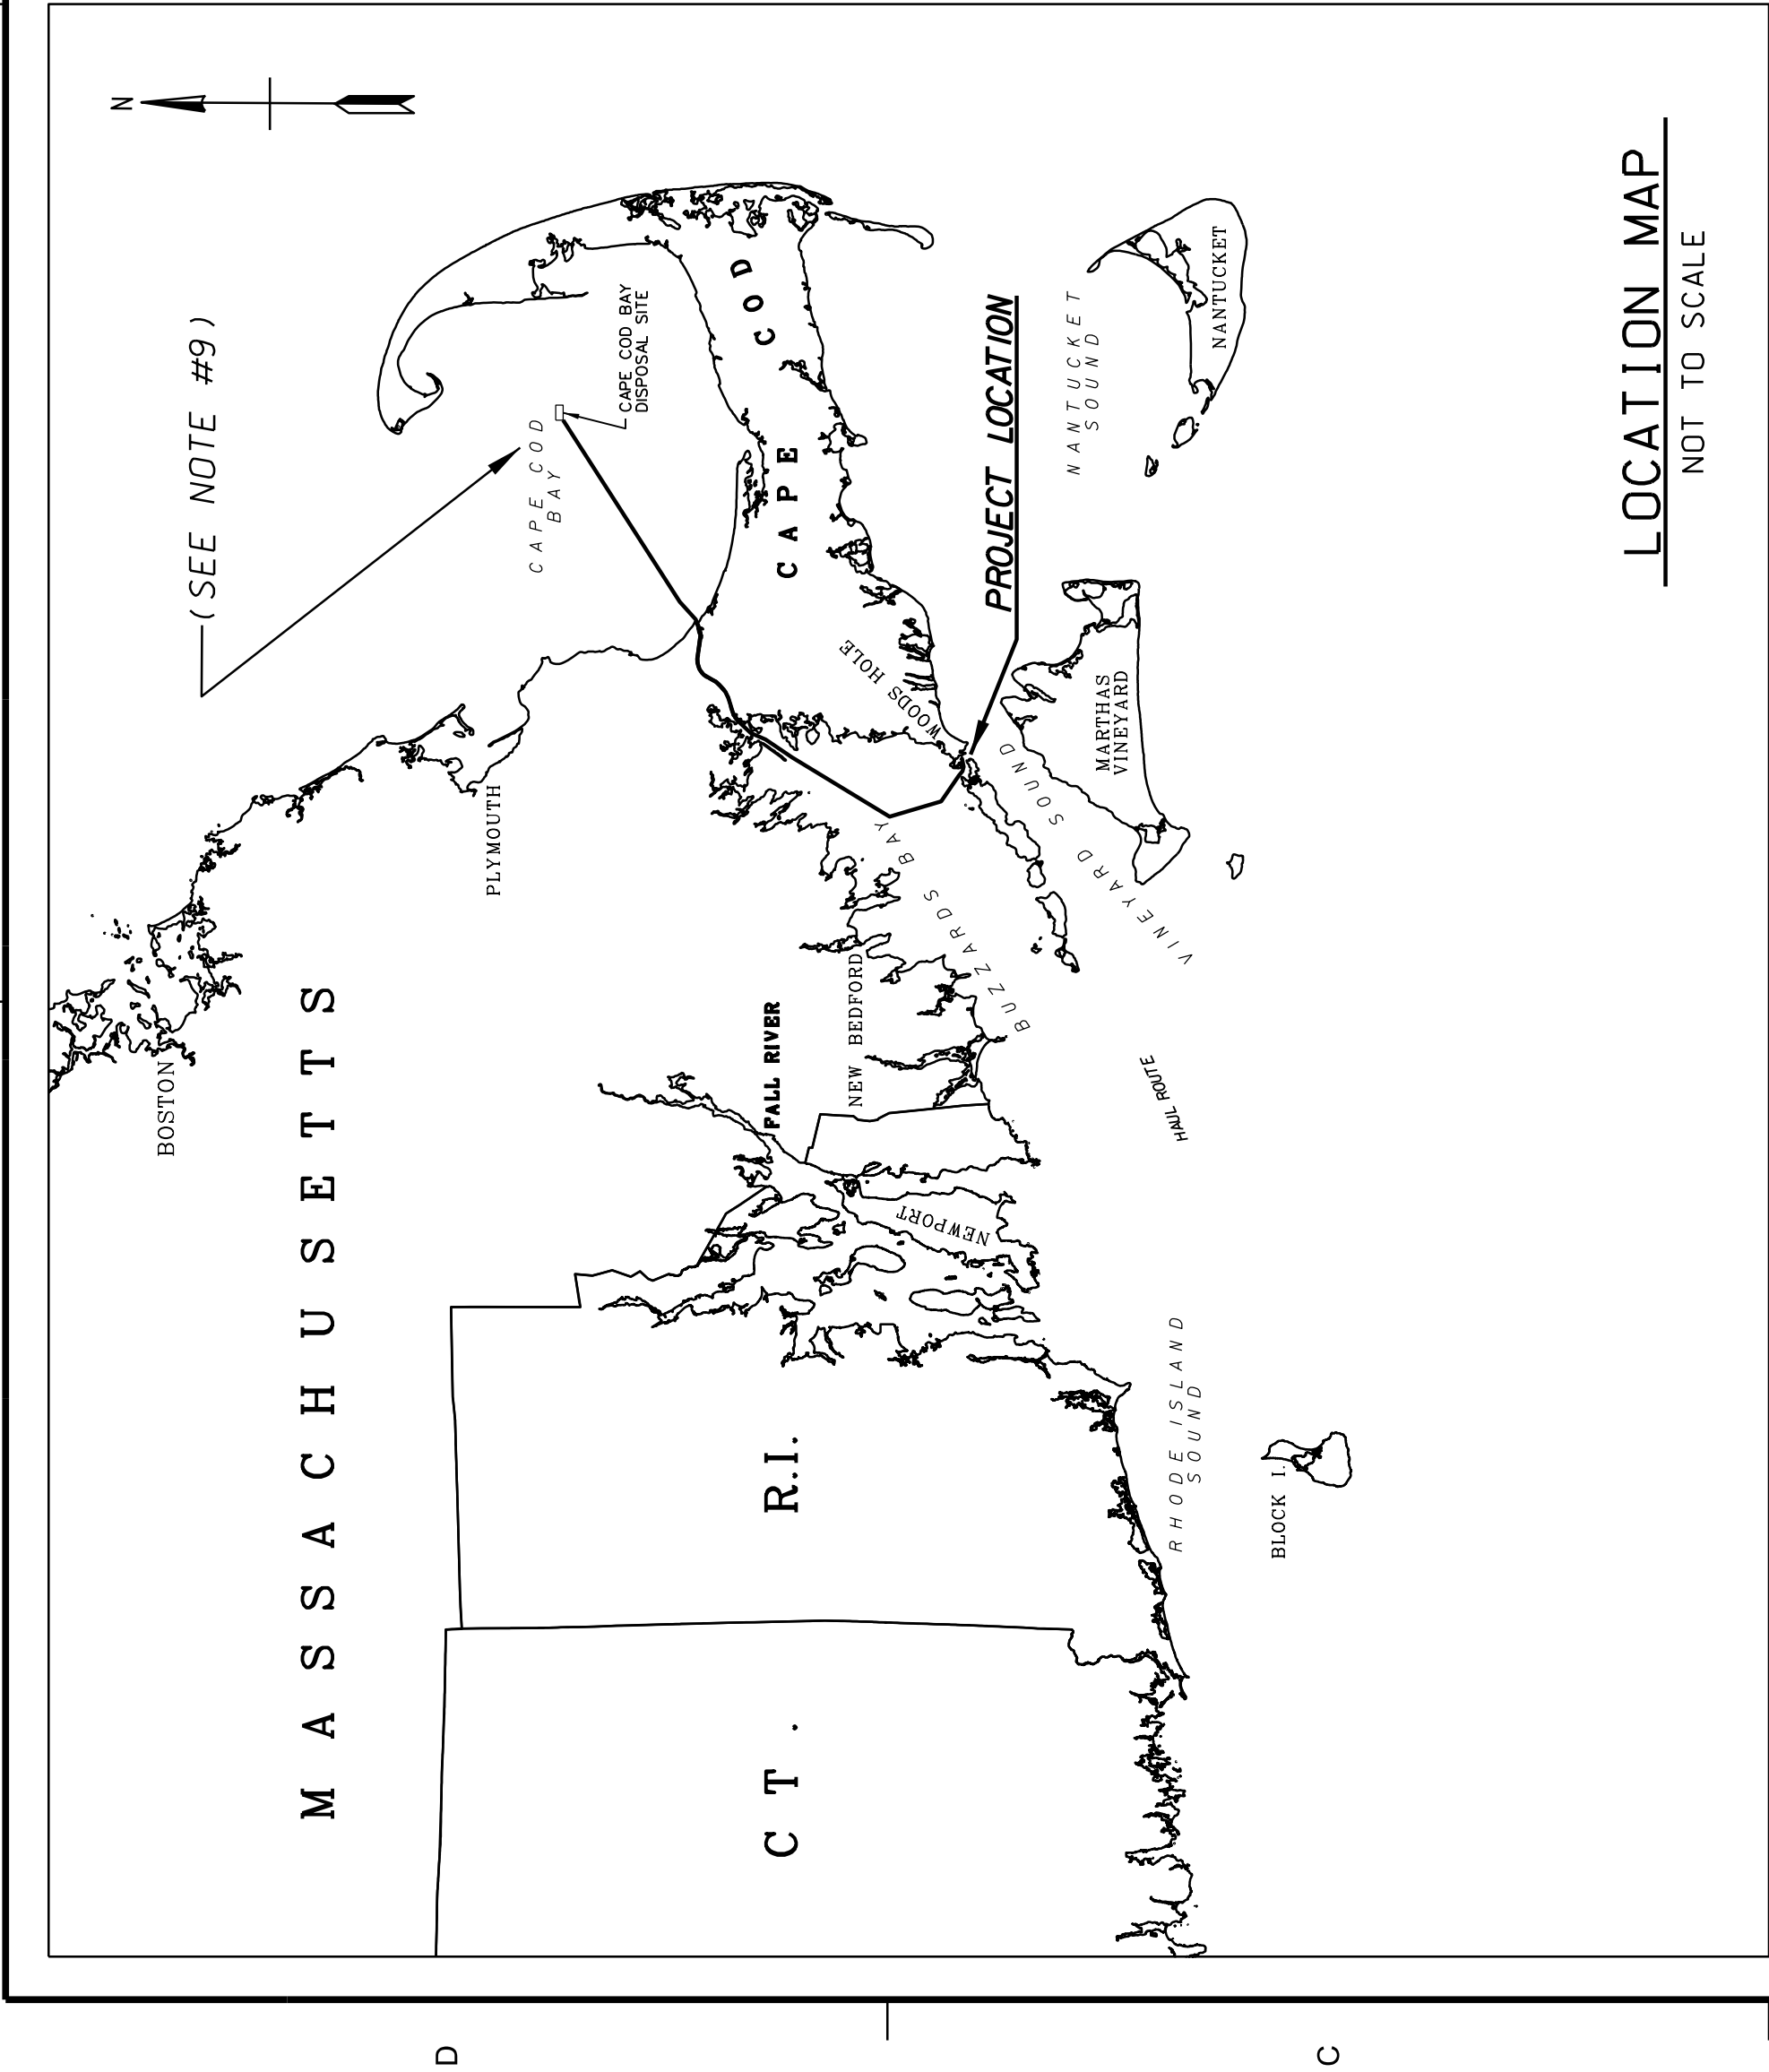 N
(SEE NOTE #9)
BOSTON
MASSACHUSETTS
PLYMOUTH
CAPE COD
BAY
CAPE COD BAY
DISPOSAL SITE
CAPE COD
FALL RIVER
R.I.
CT.
NEW BEDFORD
WOODS HOLE
NEWPORT
BUZZARDS BAY
PROJECT LOCATION
VINEYARD SOUND
NANTUCKET
SOUND
MARTHAS
VINEYARD
NANTUCKET
HAUL ROUTE
RHODE ISLAND
SOUND
BLOCK I.
LOCATION MAP
NOT TO SCALE
D
C